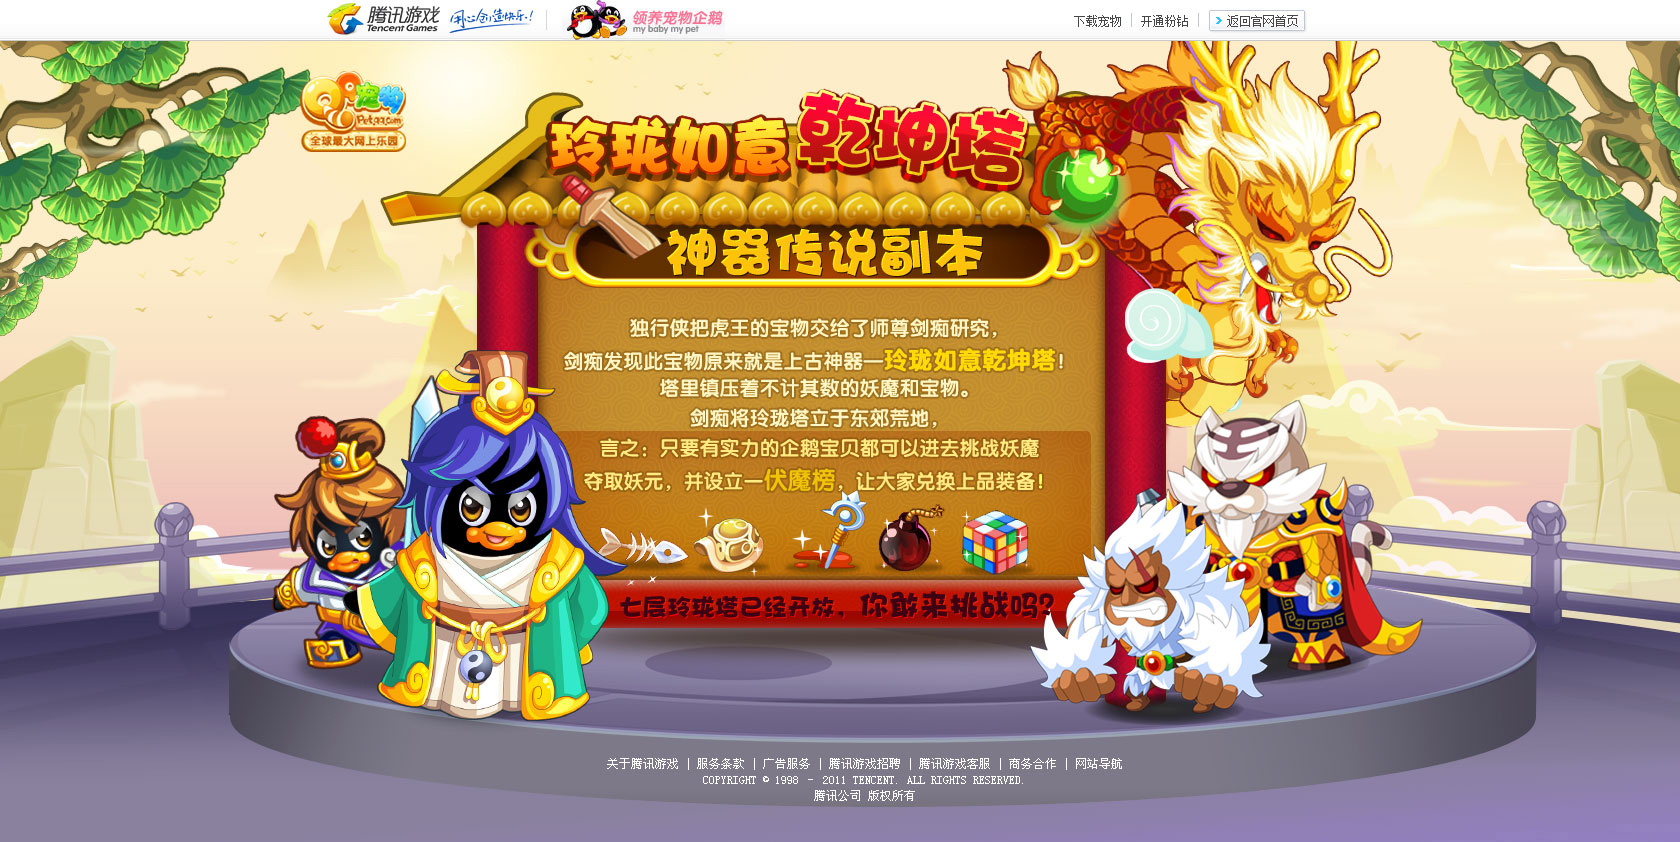 腾讯游戏 用心创造快乐! 领养宠物企鹅 下载宠物 开通粉钻 返回官网首页
Tencent Games my baby my pet
Q宠物
Pet.qq.com
全球最大网上乐园
玲珑如意乾坤塔
神器传说副本
独行侠把虎王的宝物交给了师尊剑痴研究，
剑痴发现此宝物原来就是上古神器—玲珑如意乾坤塔！
塔里镇压着不计其数的妖魔和宝物。
剑痴将玲珑塔立于东郊荒地，
言之：只要有实力的企鹅宝贝都可以进去挑战妖魔
夺取妖元，并设立一伏魔榜，让大家兑换上品装备！
七层玲珑塔已经开放，你敢来挑战吗？
关于腾讯游戏 | 服务条款 | 广告服务 | 腾讯游戏招聘 | 腾讯游戏客服 | 商务合作 | 网站导航
COPYRIGHT © 1998 - 2011 TENCENT. ALL RIGHTS RESERVED.
腾讯公司 版权所有